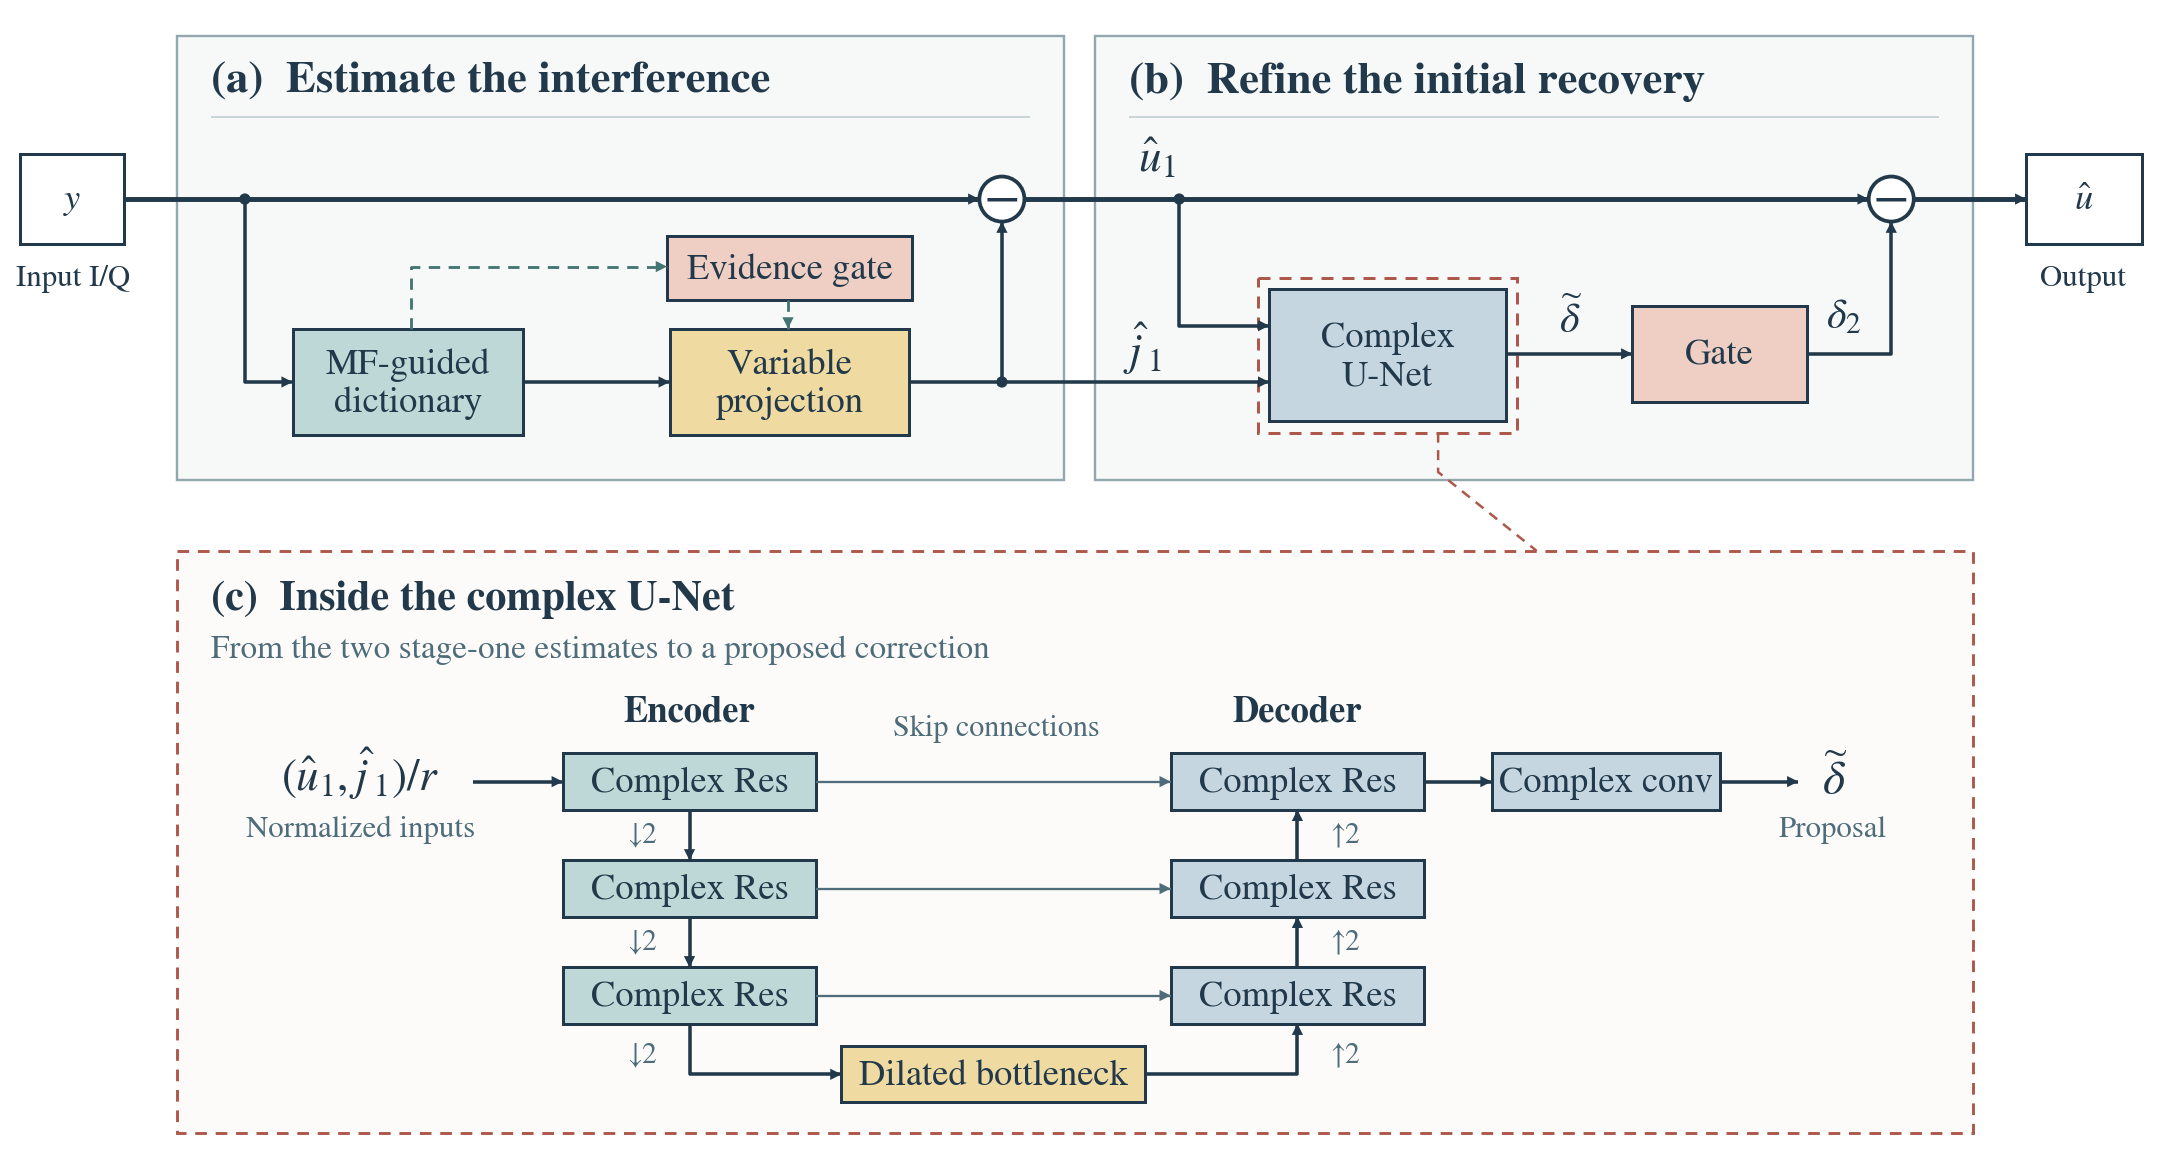 (a) Estimate the interference
(b) Refine the initial recovery
y
Input I/Q
û₁
û
Output
Evidence gate
MF-guided
dictionary
Variable
projection
ĵ₁
Complex
U-Net
δ̃
Gate
δ₂
(c) Inside the complex U-Net
From the two stage-one estimates to a proposed correction
Encoder
Skip connections
Decoder
(û₁, ĵ₁)/r
Normalized inputs
Complex Res
Complex Res
Complex conv
δ̃
Proposal
↓2
↑2
Complex Res
Complex Res
↓2
↑2
Complex Res
Complex Res
↓2
↑2
Dilated bottleneck